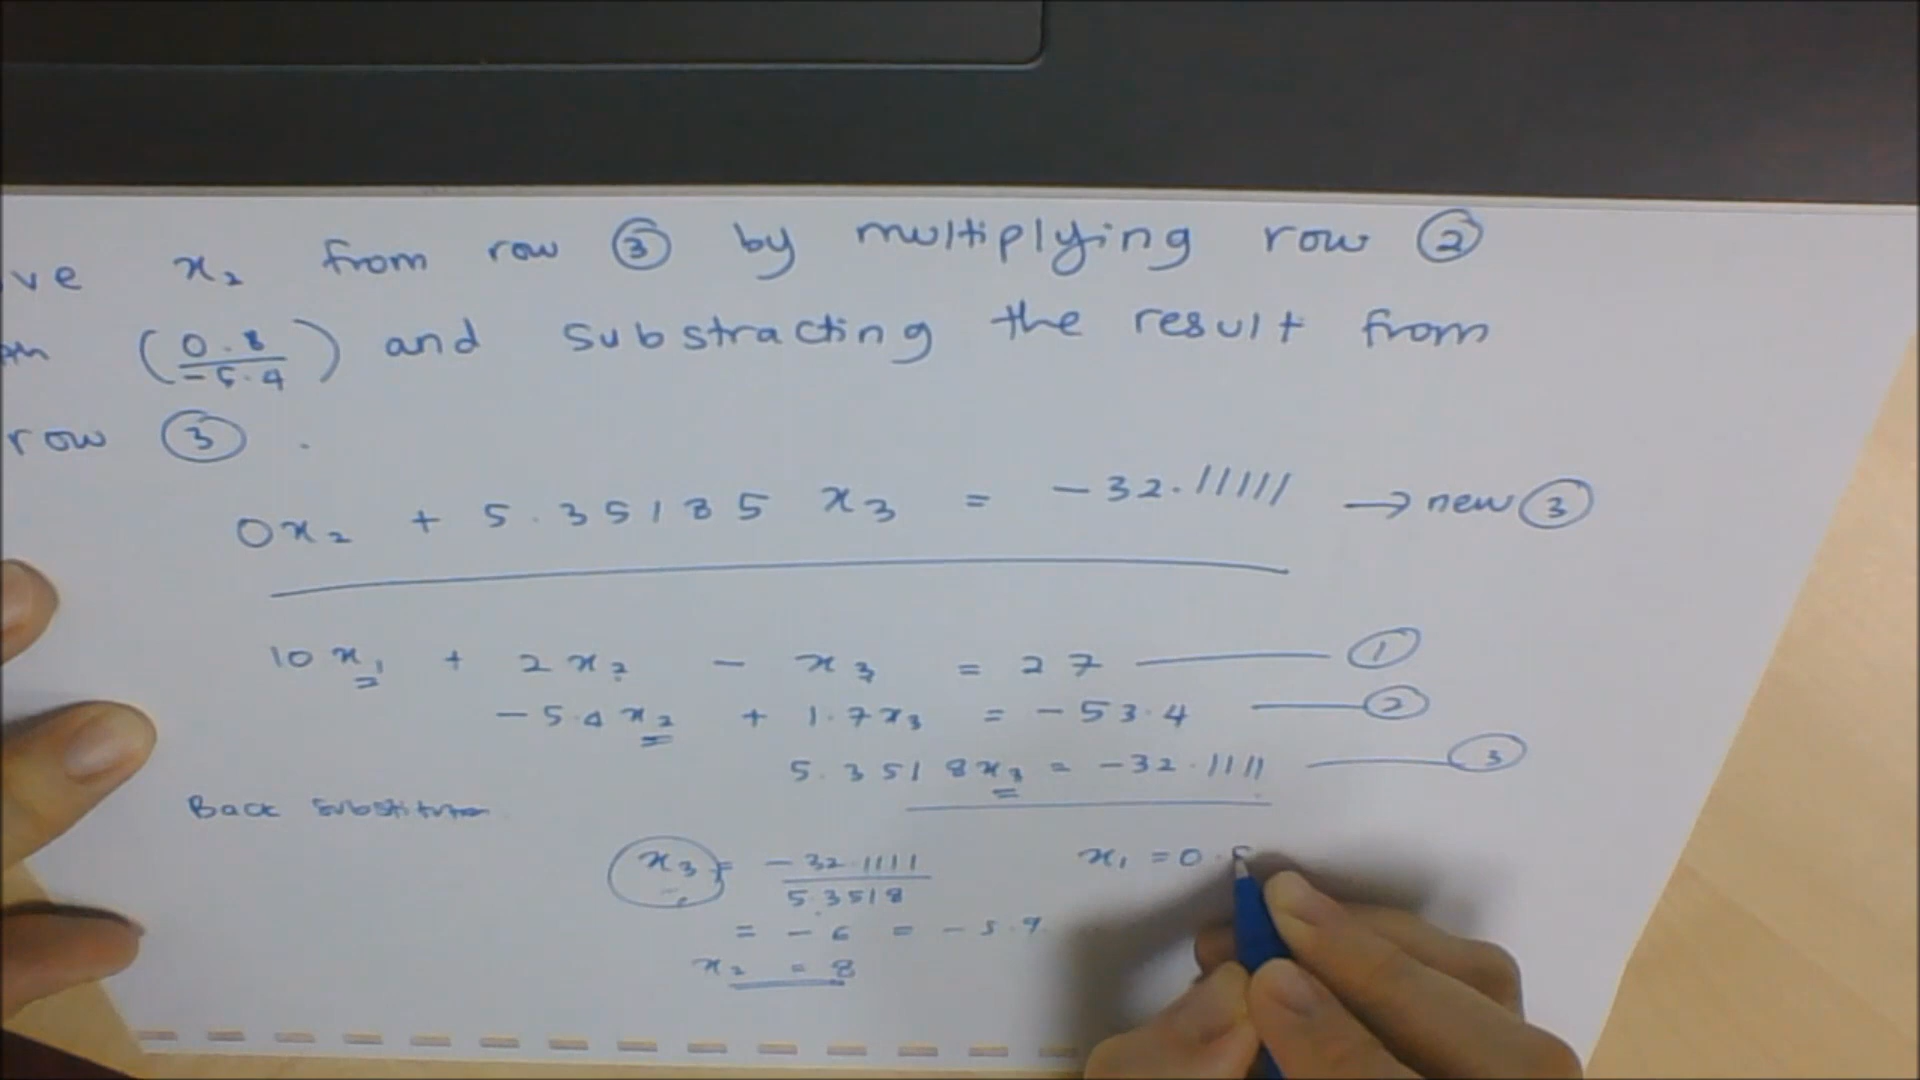 ve x₂ from row ③ by multiplying row ②
(0.8/-5.4) and substracting the result from
row ③ .
0x₂ + 5.35185 x₃ = -32.11111 → new ③
10x₁ + 2x₂ - x₃ = 27 ①
-5.4x₂ + 1.7x₃ = -53.4 ②
5.3518x₃ = -32.1111 ③
Back
x₃ = -32.1111/5.3518 x₁ = 0.5
= -6 = -5.9
x₂ = 8